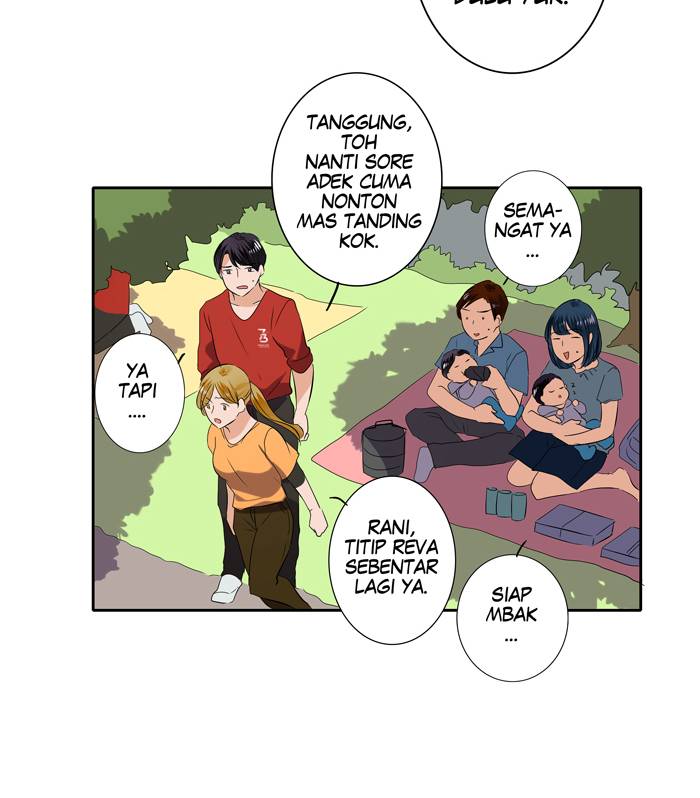 TANGGUNG,
TOH
NANTI SORE
ADEK CUMA
NONTON
MAS TANDING
KOK.
SEMA-
NGAT YA
...
YA
TAPI
....
RANI,
TITIP REVA
SEBENTAR
LAGI YA.
SIAP
MBAK
...